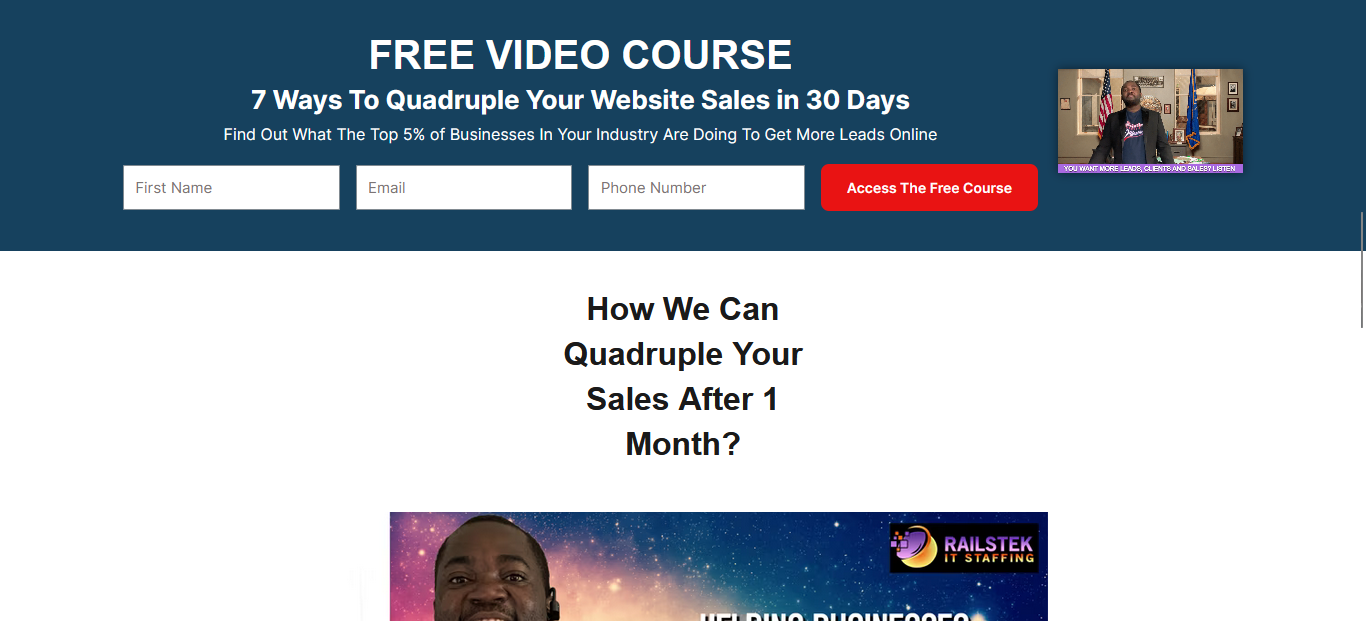 FREE VIDEO COURSE
7 Ways To Quadruple Your Website Sales in 30 Days
Find Out What The Top 5% of Businesses In Your Industry Are Doing To Get More Leads Online
First Name
Email
Phone Number
Access The Free Course
YOU WANT MORE LEADS, CLIENTS AND SALES? LISTEN
How We Can
Quadruple Your
Sales After 1
Month?
RAILSTEK
IT STAFFING
HELPING BUSINESSES